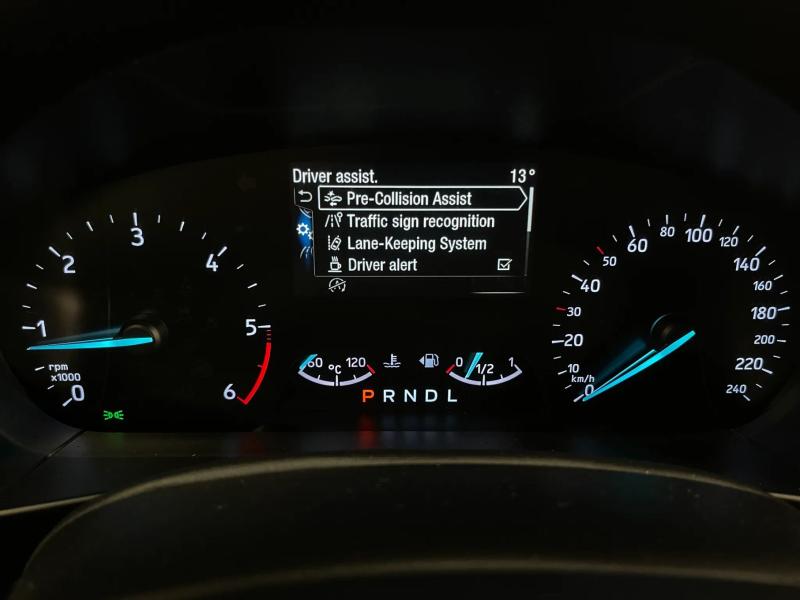 Driver assist. 13°
Pre-Collision Assist
Traffic sign recognition
Lane-Keeping System
Driver alert
0 1 2 3 4 5 6
rpm
x1000
60 °C 120
0 1/2 1
P R N D L
0 10 20 30 40 50 60 80 100 120 140 160 180 200 220 240
km/h